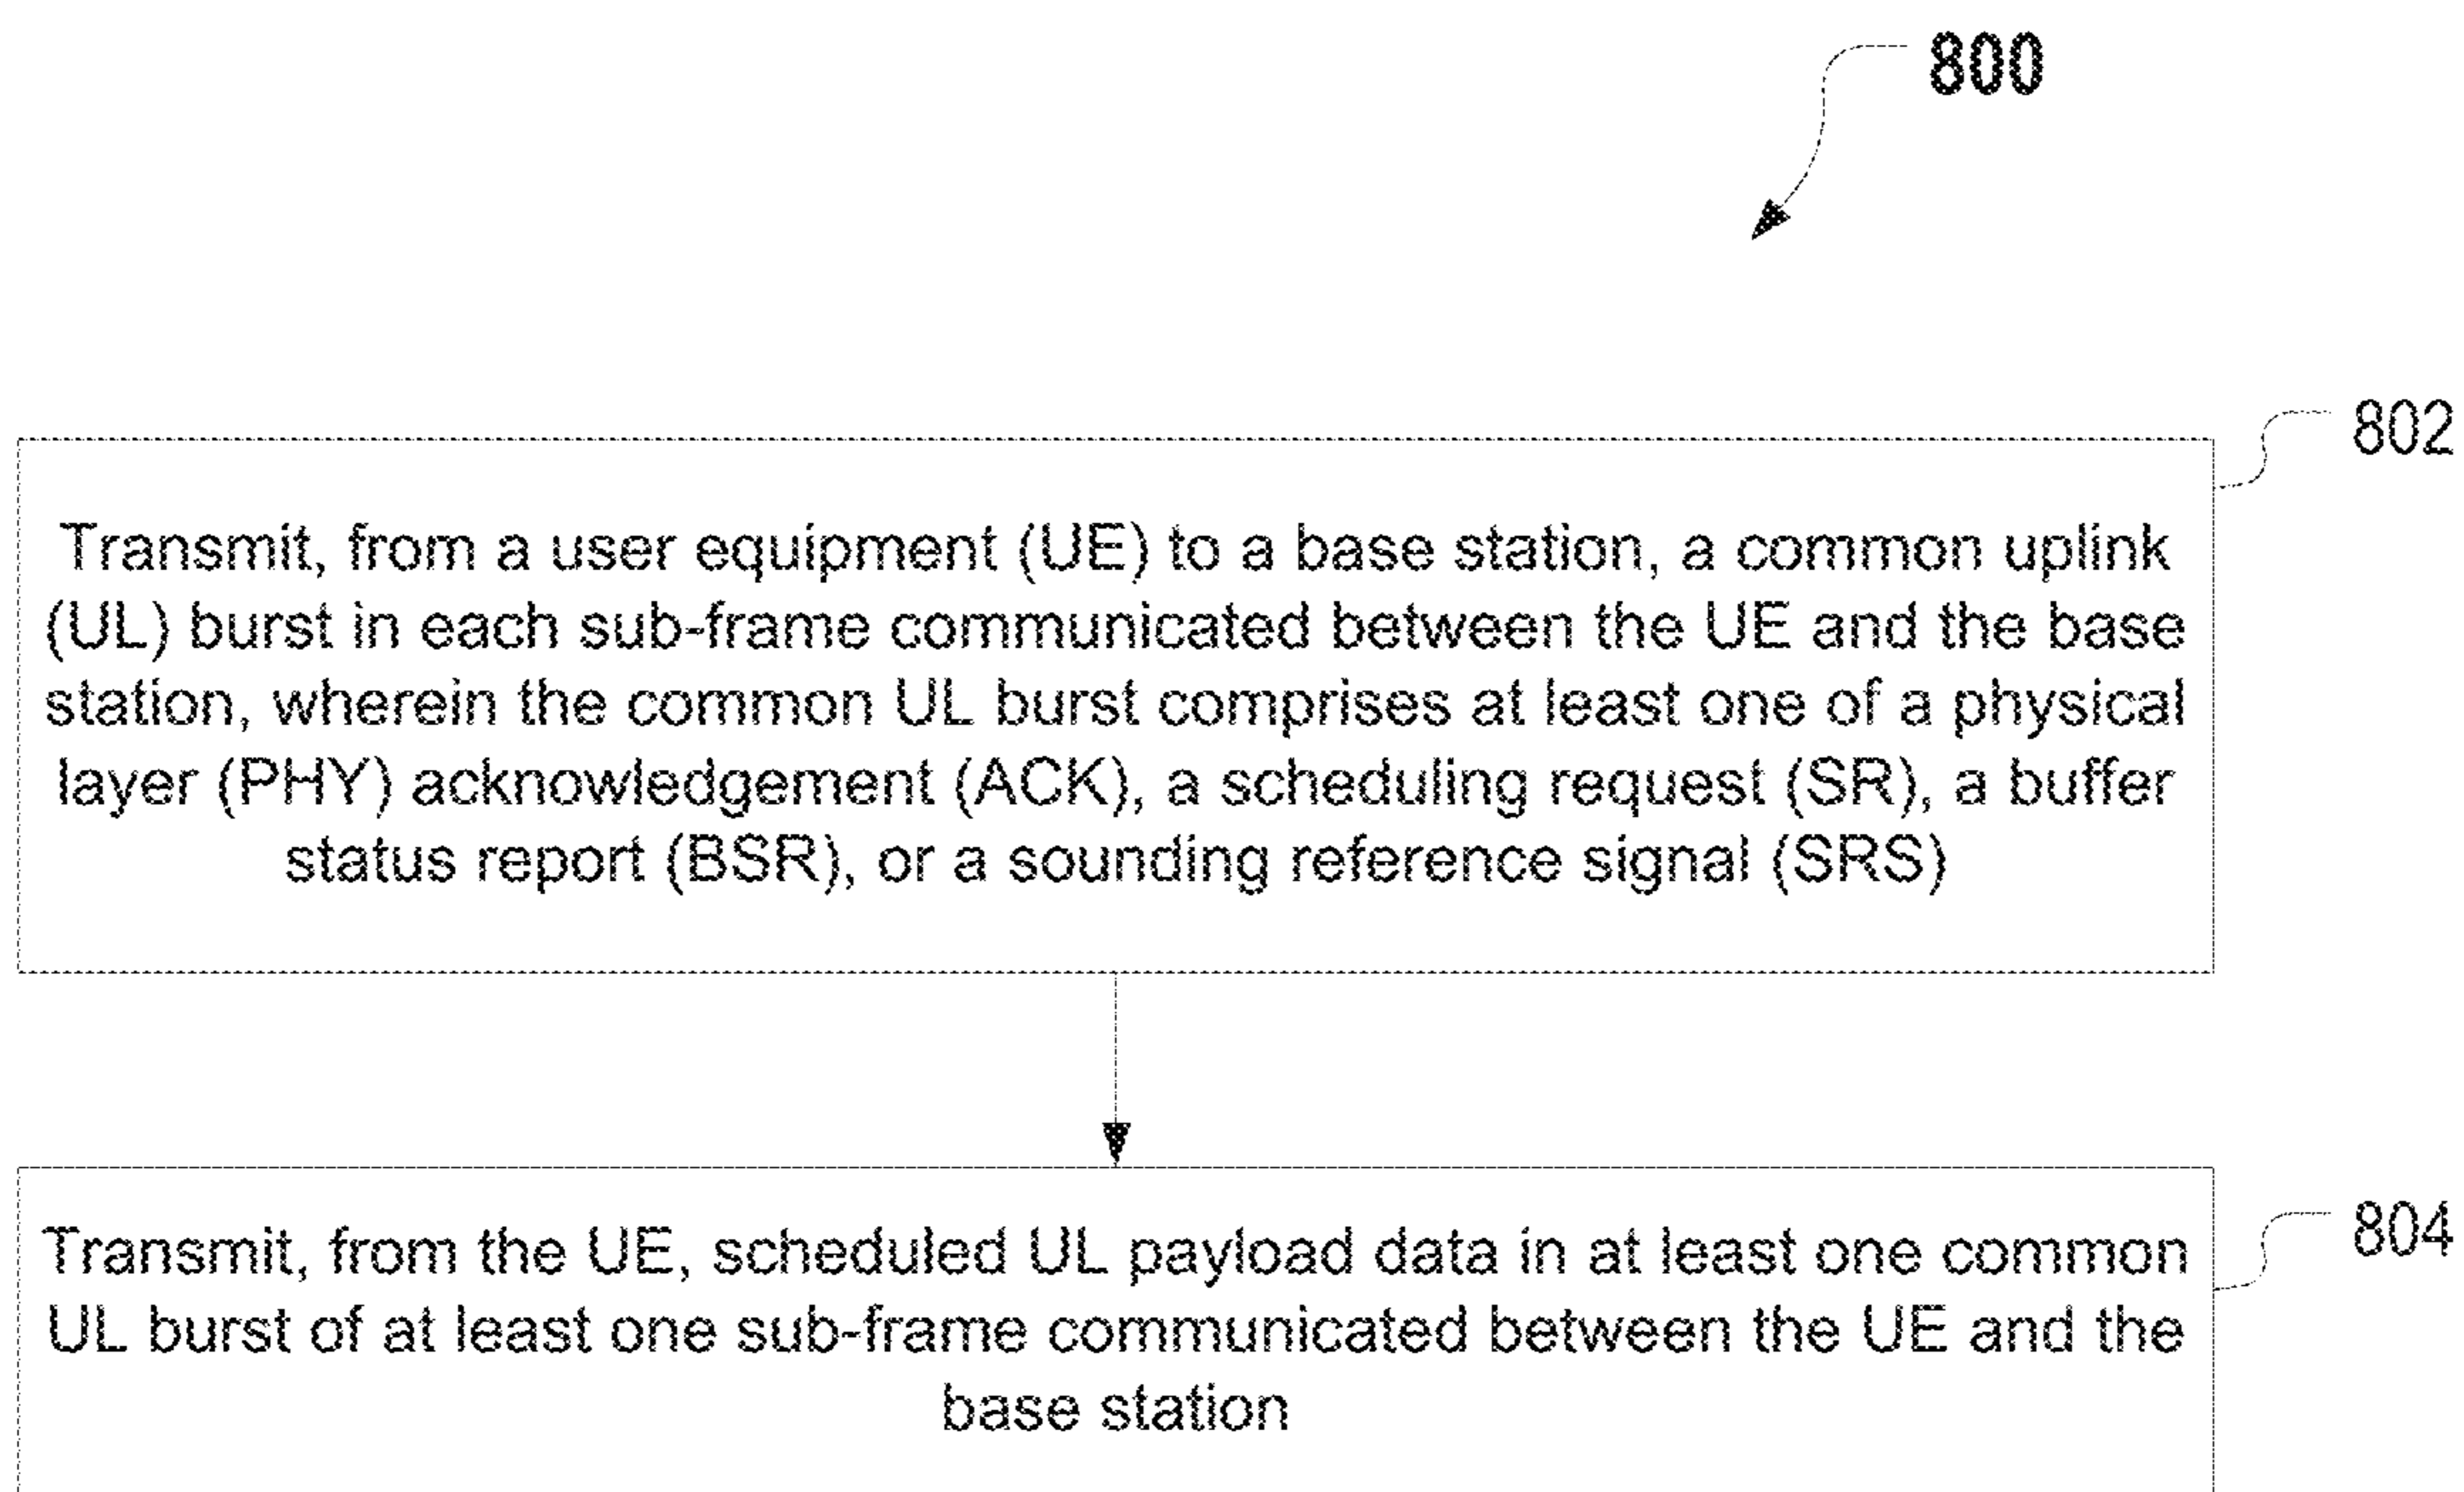 800
802
Transmit, from a user equipment (UE) to a base station, a common uplink
(UL) burst in each sub-frame communicated between the UE and the base
station, wherein the common UL burst comprises at least one of a physical
layer (PHY) acknowledgement (ACK), a scheduling request (SR), a buffer
status report (BSR), or a sounding reference signal (SRS)
804
Transmit, from the UE, scheduled UL payload data in at least one common
UL burst of at least one sub-frame communicated between the UE and the
base station